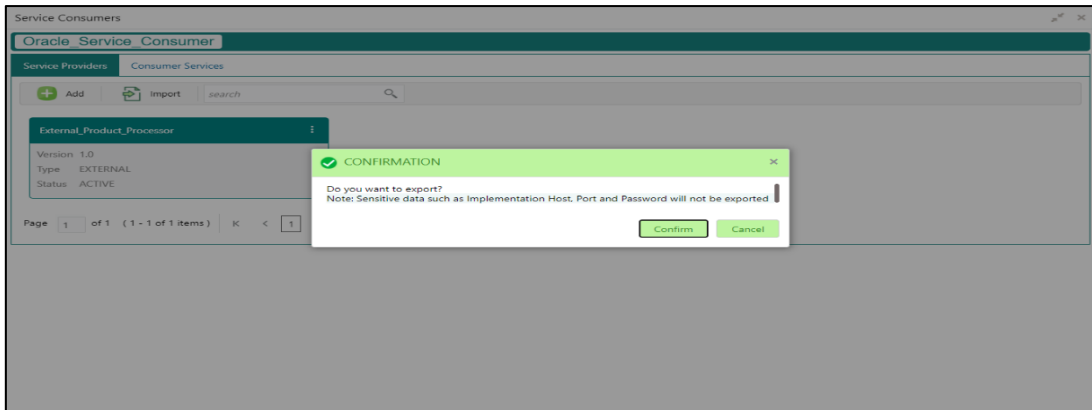 Service Consumers
Oracle_Service_Consumer
Service Providers Consumer Services
Add Import search
External_Product_Processor
Version 1.0
Type EXTERNAL
Status ACTIVE
CONFIRMATION
Do you want to export?
Note: Sensitive data such as Implementation Host, Port and Password will not be exported
Confirm Cancel
Page 1 of 1 ( 1 - 1 of 1 items ) K < 1